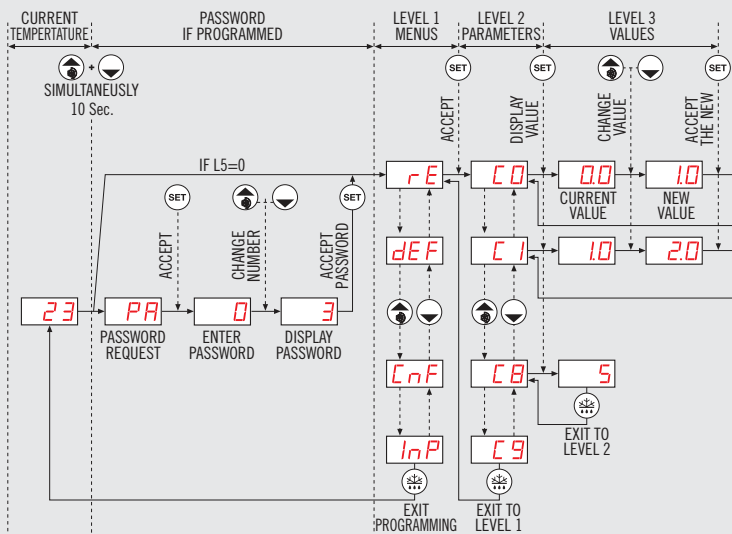 CURRENT TEMPERTATURE
PASSWORD IF PROGRAMMED
LEVEL 1 MENUS
LEVEL 2 PARAMETERS
LEVEL 3 VALUES
+
SIMULTANEUSLY
10 Sec.
SET
SET
SET
ACCEPT
DISPLAY VALUE
CHANGE VALUE
ACCEPT THE NEW
IF L5=0
rE
C0
0.0
1.0
CURRENT VALUE
NEW VALUE
SET
SET
ACCEPT
CHANGE NUMBER
ACCEPT PASSWORD
dEF
C1
1.0
2.0
23
PA
0
3
PASSWORD REQUEST
ENTER PASSWORD
DISPLAY PASSWORD
CnF
C8
5
EXIT TO LEVEL 2
InP
C9
EXIT PROGRAMMING
EXIT TO LEVEL 1